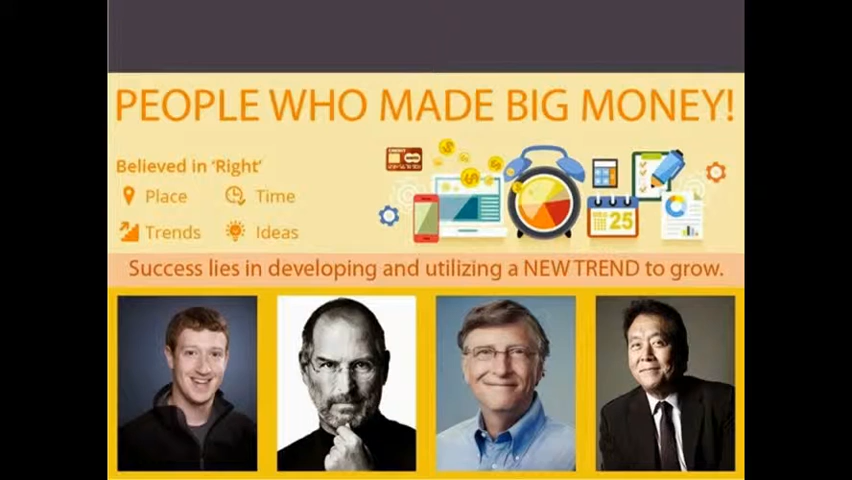 PEOPLE WHO MADE BIG MONEY!
Believed in ‘Right’
Place
Time
Trends
Ideas
25
Success lies in developing and utilizing a NEW TREND to grow.